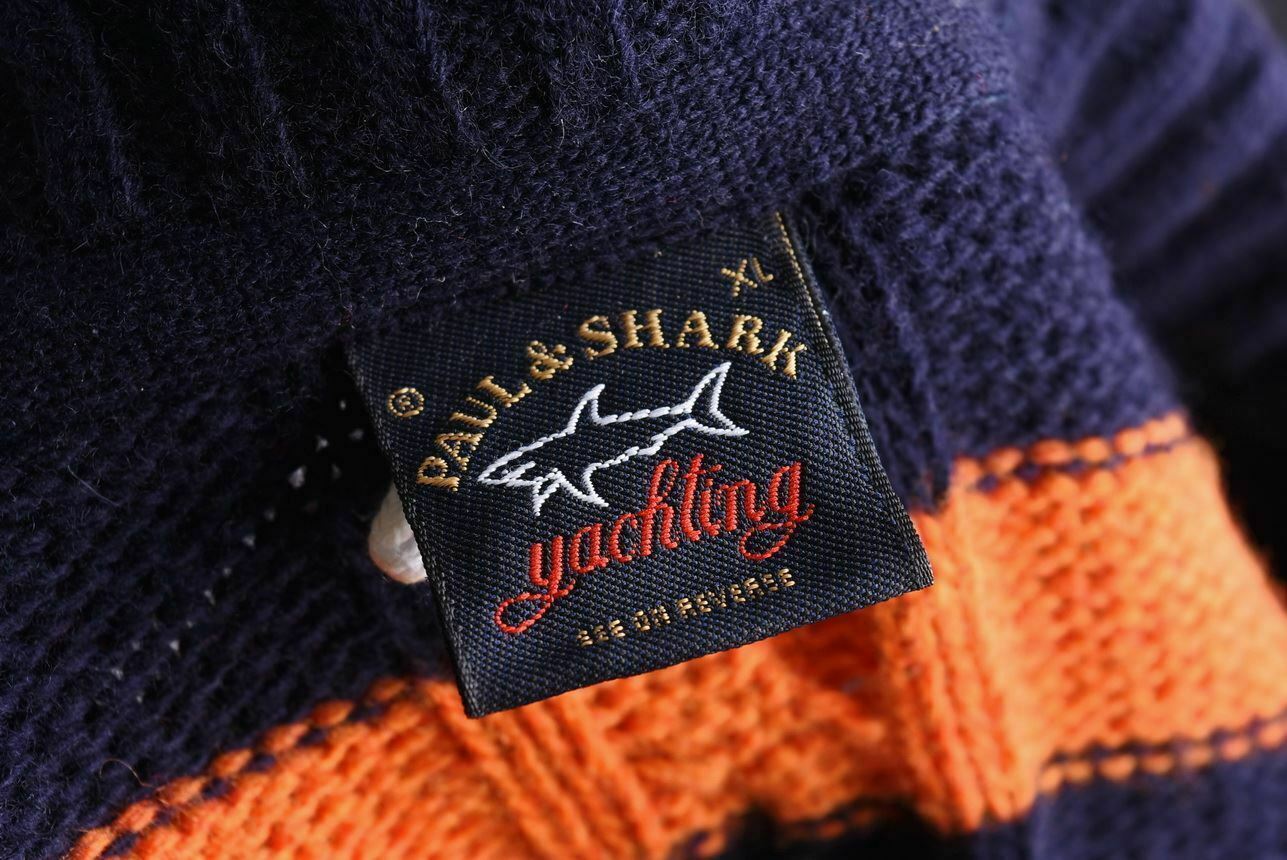 XL
© PAUL & SHARK
yachting
SEE ON REVERSE